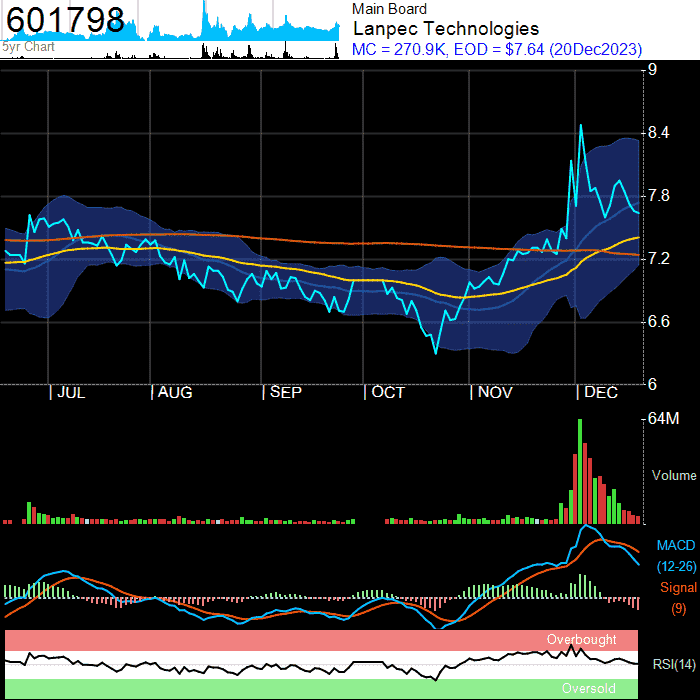 601798
5yr Chart
Main Board
Lanpec Technologies
MC = 270.9K, EOD = $7.64 (20Dec2023)
9
8.4
7.8
7.2
6.6
6
JUL AUG SEP OCT NOV DEC
64M
Volume
MACD
(12-26)
Signal
(9)
Overbought
RSI(14)
Oversold